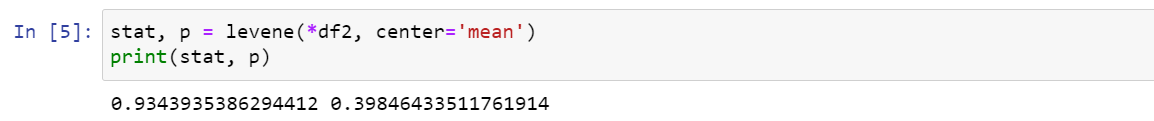 In [5]: stat, p = levene(*df2, center='mean')
print(stat, p)
0.9343935386294412 0.39846433511761914